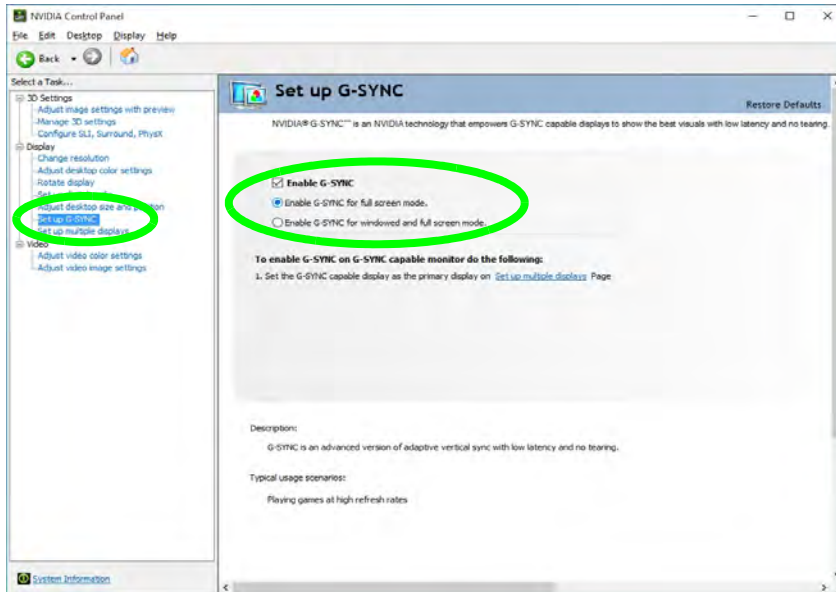 NVIDIA Control Panel
File Edit Desktop Display Help
Back
Select a Task...
3D Settings
Adjust image settings with preview
Manage 3D settings
Configure SLI, Surround, PhysX
Display
Change resolution
Adjust desktop color settings
Rotate display
Adjust desktop size and position
Set up G-SYNC
Set up multiple displays
Video
Adjust video color settings
Adjust video image settings
System Information
Set up G-SYNC
Restore Defaults
NVIDIA® G-SYNC™ is an NVIDIA technology that empowers G-SYNC capable displays to show the best visuals with low latency and no tearing.
Enable G-SYNC
Enable G-SYNC for full screen mode.
Enable G-SYNC for windowed and full screen mode.
To enable G-SYNC on G-SYNC capable monitor do the following:
1. Set the G-SYNC capable display as the primary display on Set up multiple displays Page
Description:
G-SYNC is an advanced version of adaptive vertical sync with low latency and no tearing.
Typical usage scenarios:
Playing games at high refresh rates